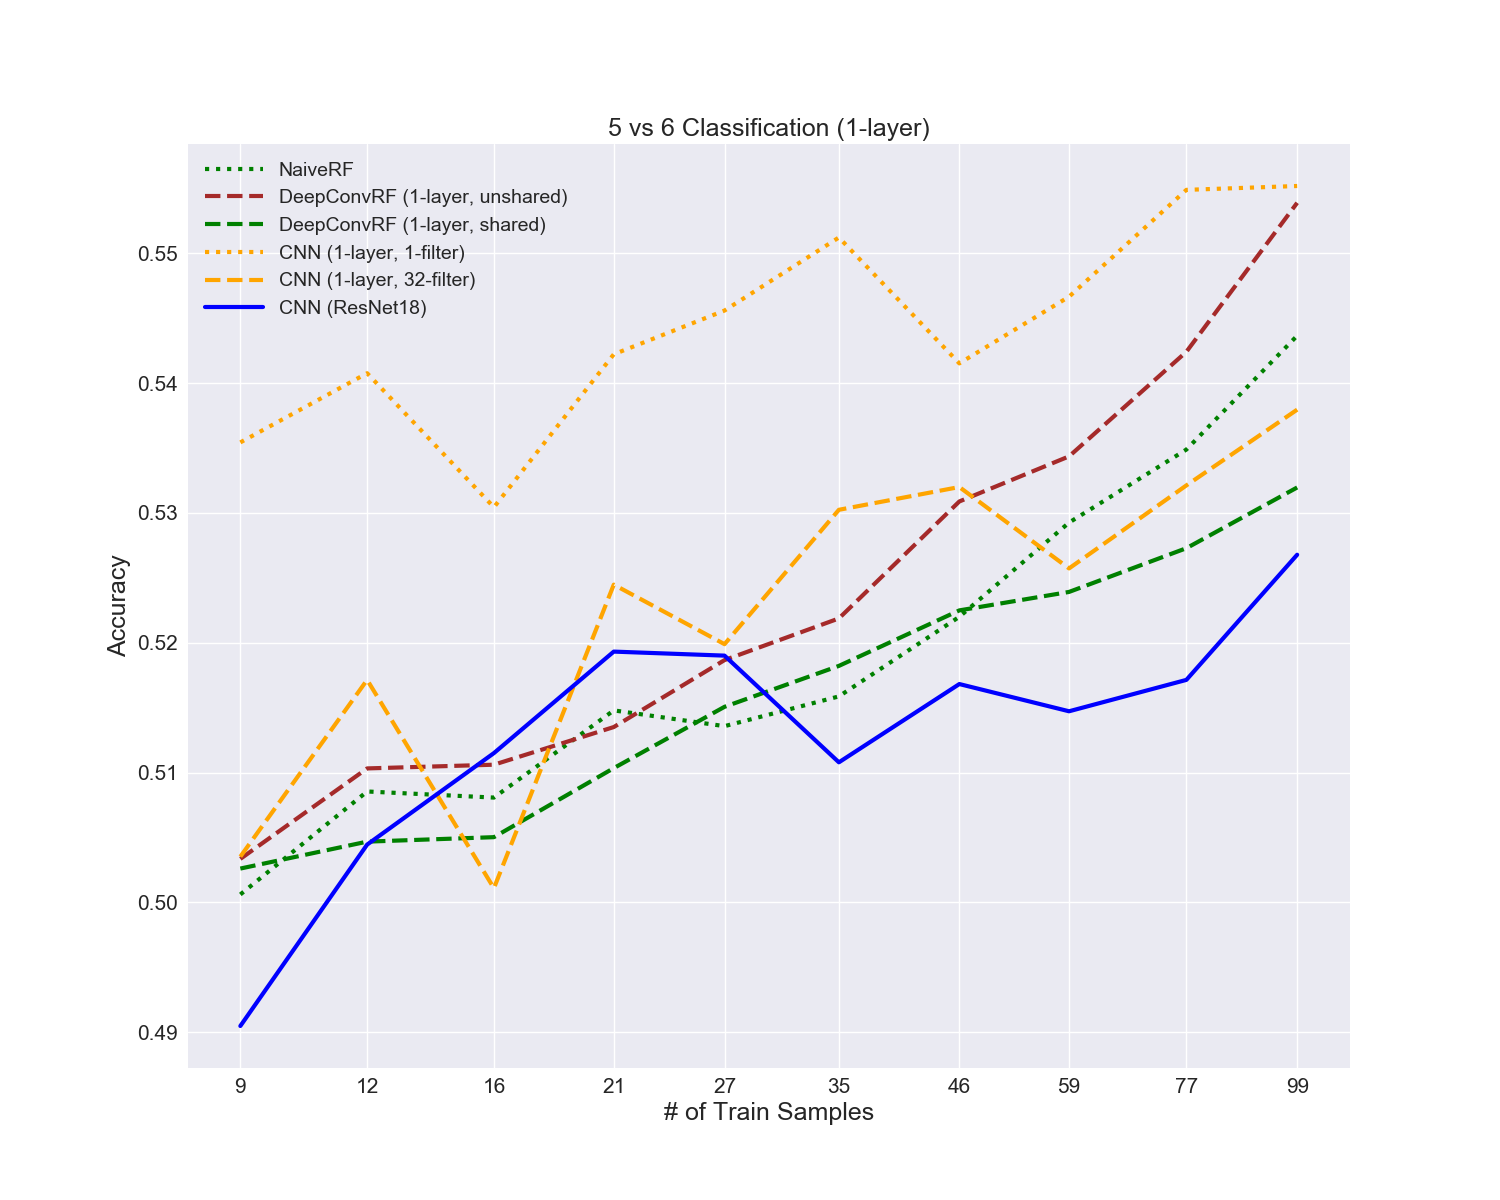 5 vs 6 Classification (1-layer)
NaiveRF
DeepConvRF (1-layer, unshared)
DeepConvRF (1-layer, shared)
CNN (1-layer, 1-filter)
CNN (1-layer, 32-filter)
CNN (ResNet18)
0.55
0.54
0.53
0.52
0.51
0.50
0.49
Accuracy
9 12 16 21 27 35 46 59 77 99
# of Train Samples